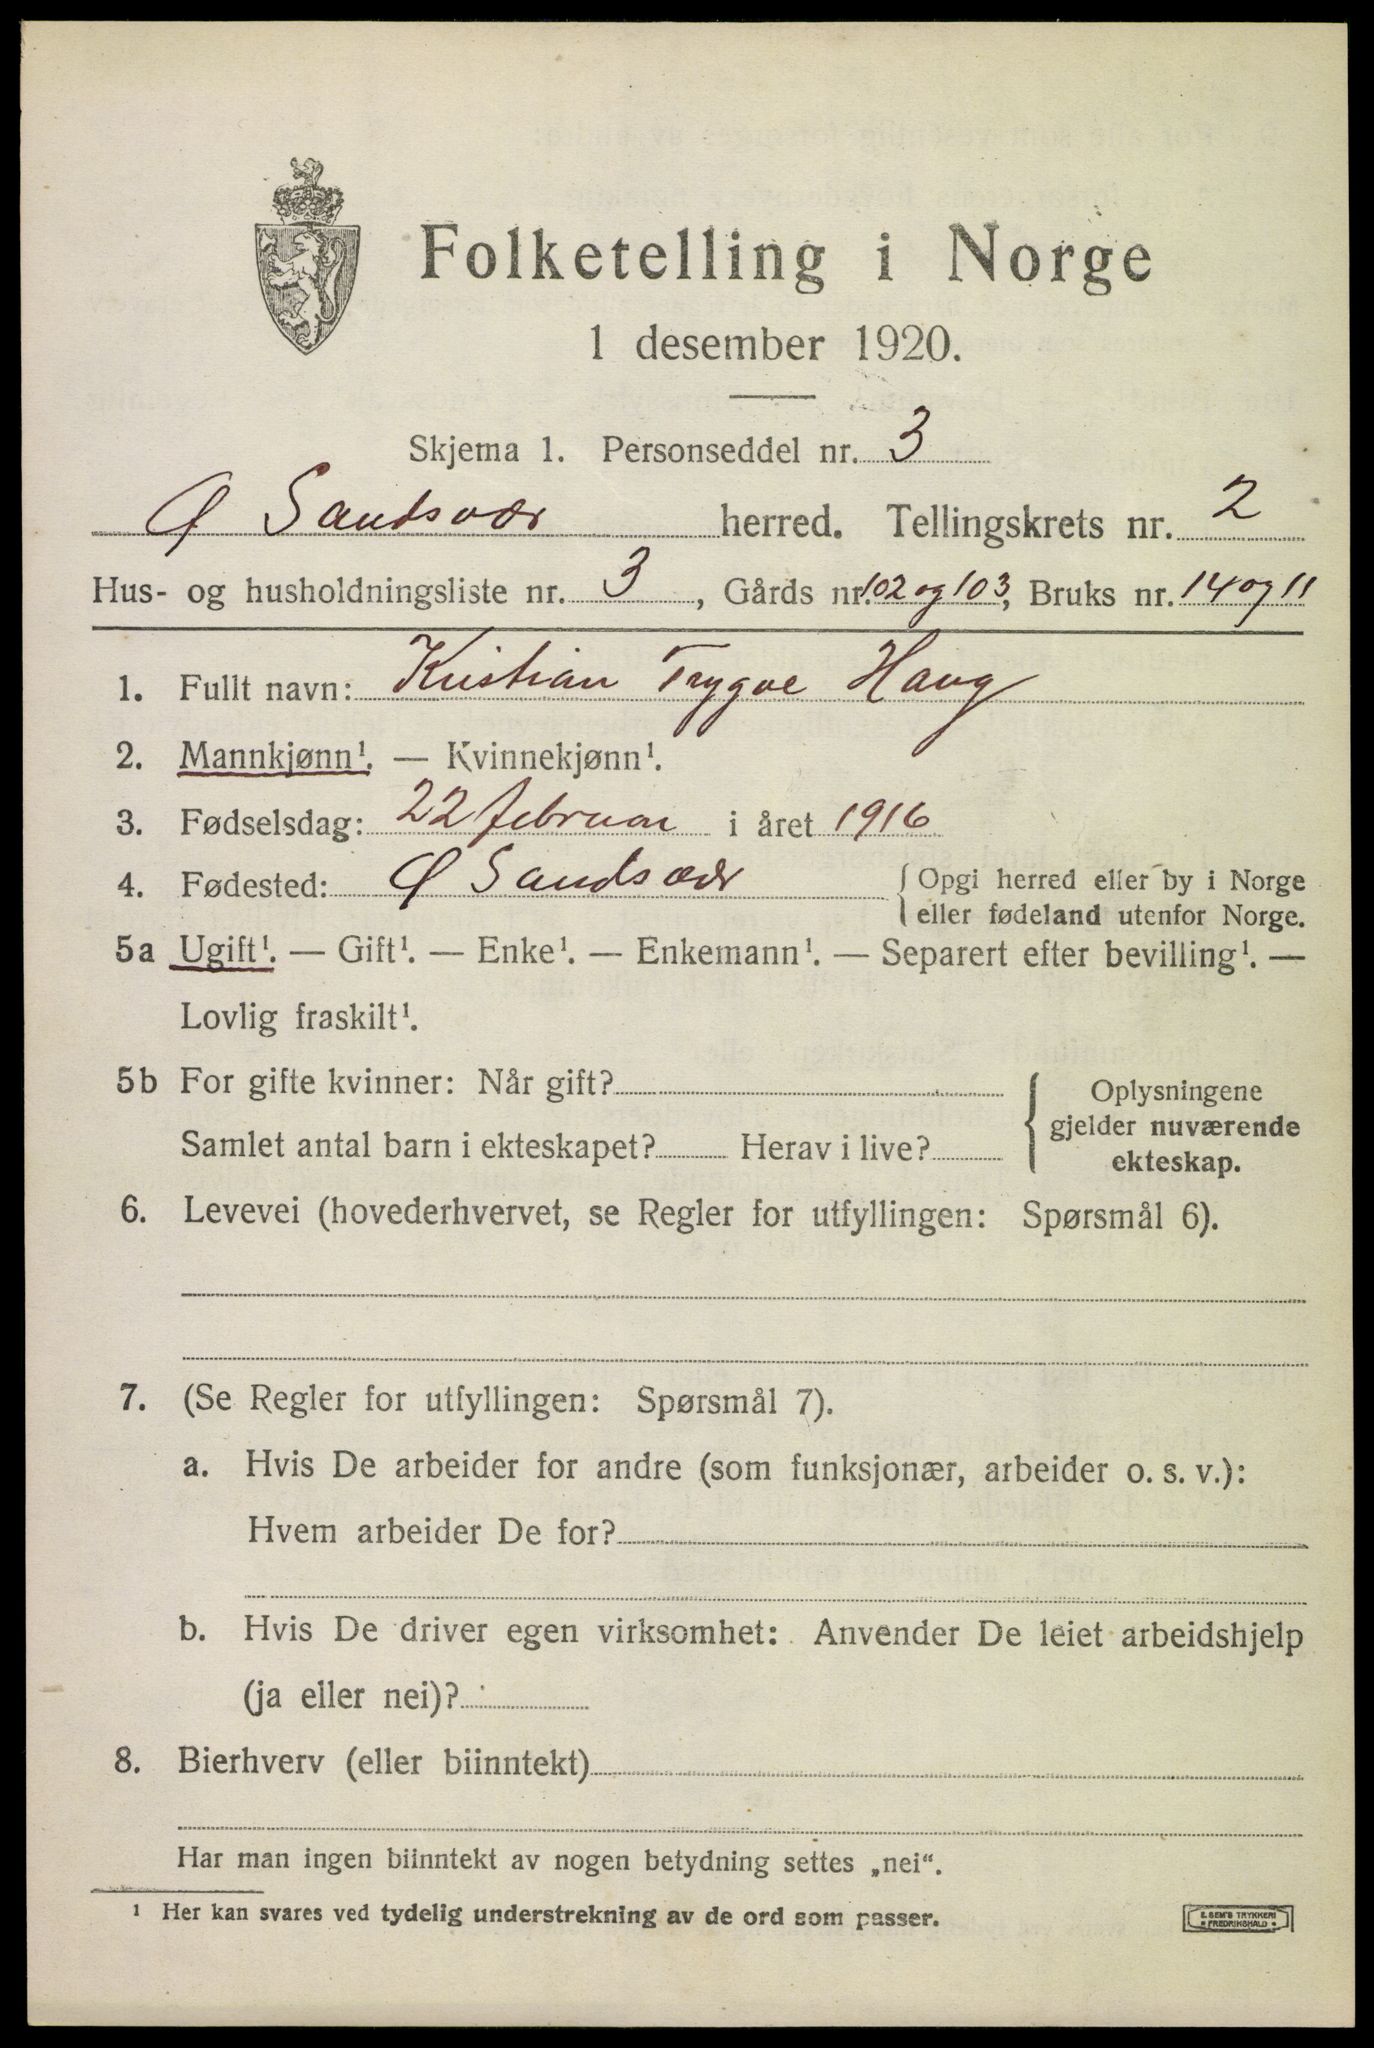 Folketelling i Norge
1 desember 1920.
Skjema 1. Personseddel nr. 3
Ø Sandsvær herred. Tellingskrets nr. 2
Hus- og husholdningsliste nr. 3, Gårds nr. 102 og 103, Bruks nr. 14 og 11
1. Fullt navn: Kristian Trygve Haug
2. Mannkjønn¹. — Kvinnekjønn¹.
3. Fødselsdag: 22 februar i året 1916
4. Fødested: Ø Sandsvær { Opgi herred eller by i Norge
eller fødeland utenfor Norge.
5a Ugift¹. — Gift¹. — Enke¹. — Enkemann¹. — Separert efter bevilling¹. —
Lovlig fraskilt¹.
5b For gifte kvinner: Når gift? { Oplysningene
gjelder nuværende
Samlet antal barn i ekteskapet? Herav i live?
ekteskap.
6. Levevei (hovederhvervet, se Regler for utfyllingen: Spørsmål 6).
7. (Se Regler for utfyllingen: Spørsmål 7).
a. Hvis De arbeider for andre (som funksjonær, arbeider o. s. v.):
Hvem arbeider De for?
b. Hvis De driver egen virksomhet: Anvender De leiet arbeidshjelp
(ja eller nei)?
8. Bierhverv (eller biinntekt)
Har man ingen biinntekt av nogen betydning settes „nei“.
¹ Her kan svares ved tydelig understrekning av de ord som passer.
E. SEM'S TRYKKERI
FREDRIKSHALD